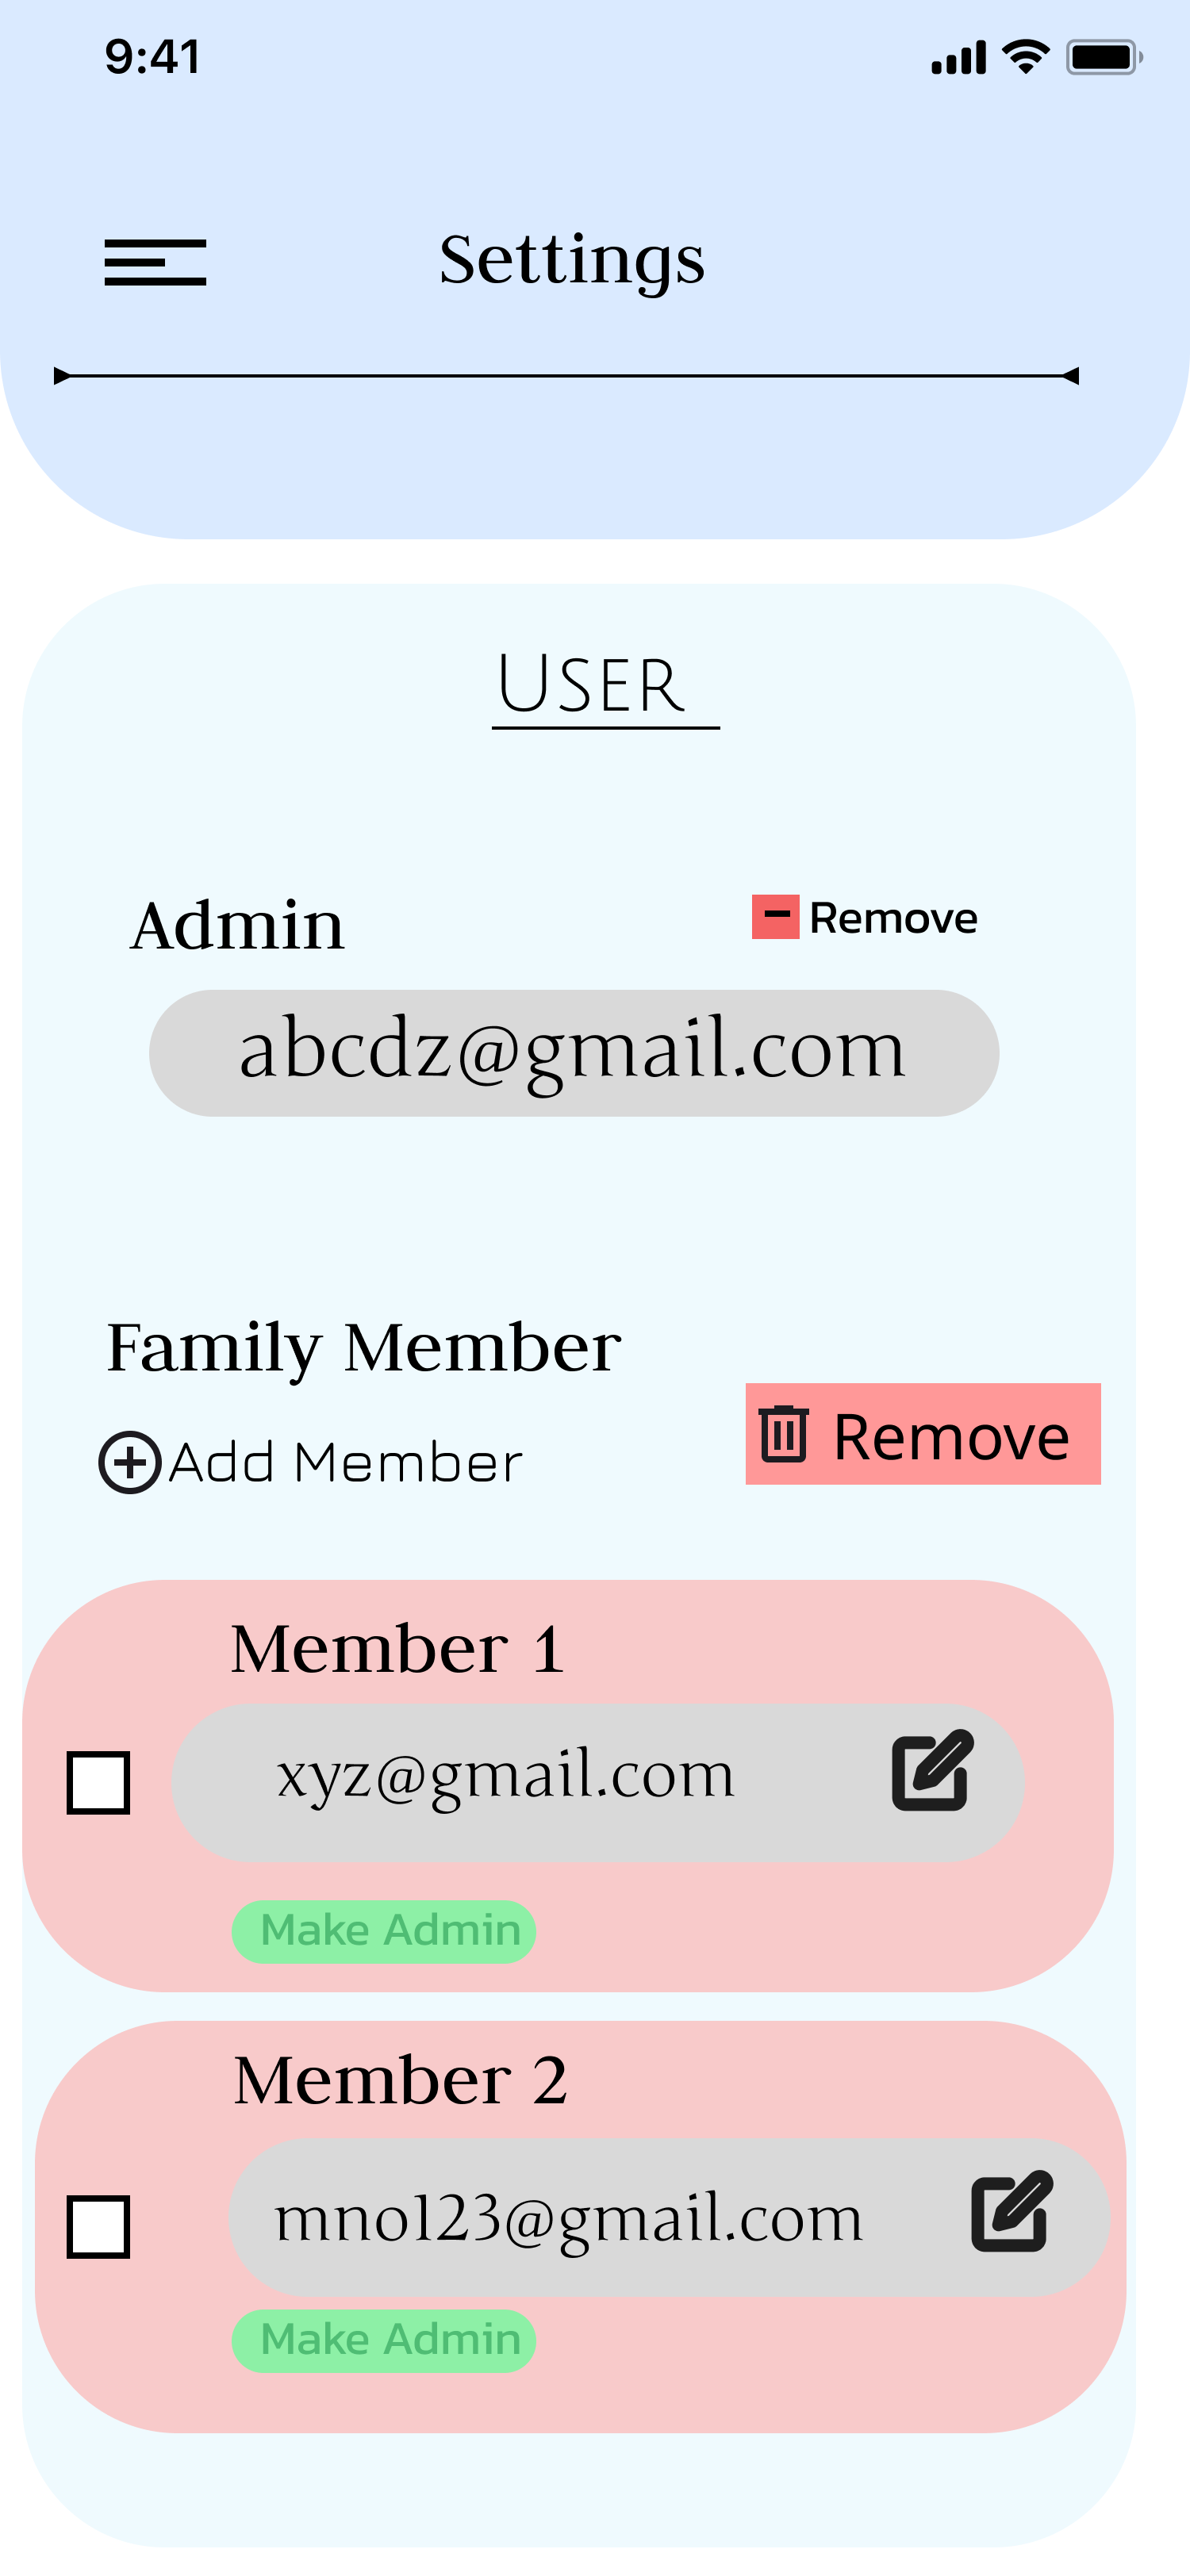 9:41
Settings
USER
Admin
Remove
abcdz@gmail.com
Family Member
Add Member
Remove
Member 1
xyz@gmail.com
Make Admin
Member 2
mno123@gmail.com
Make Admin